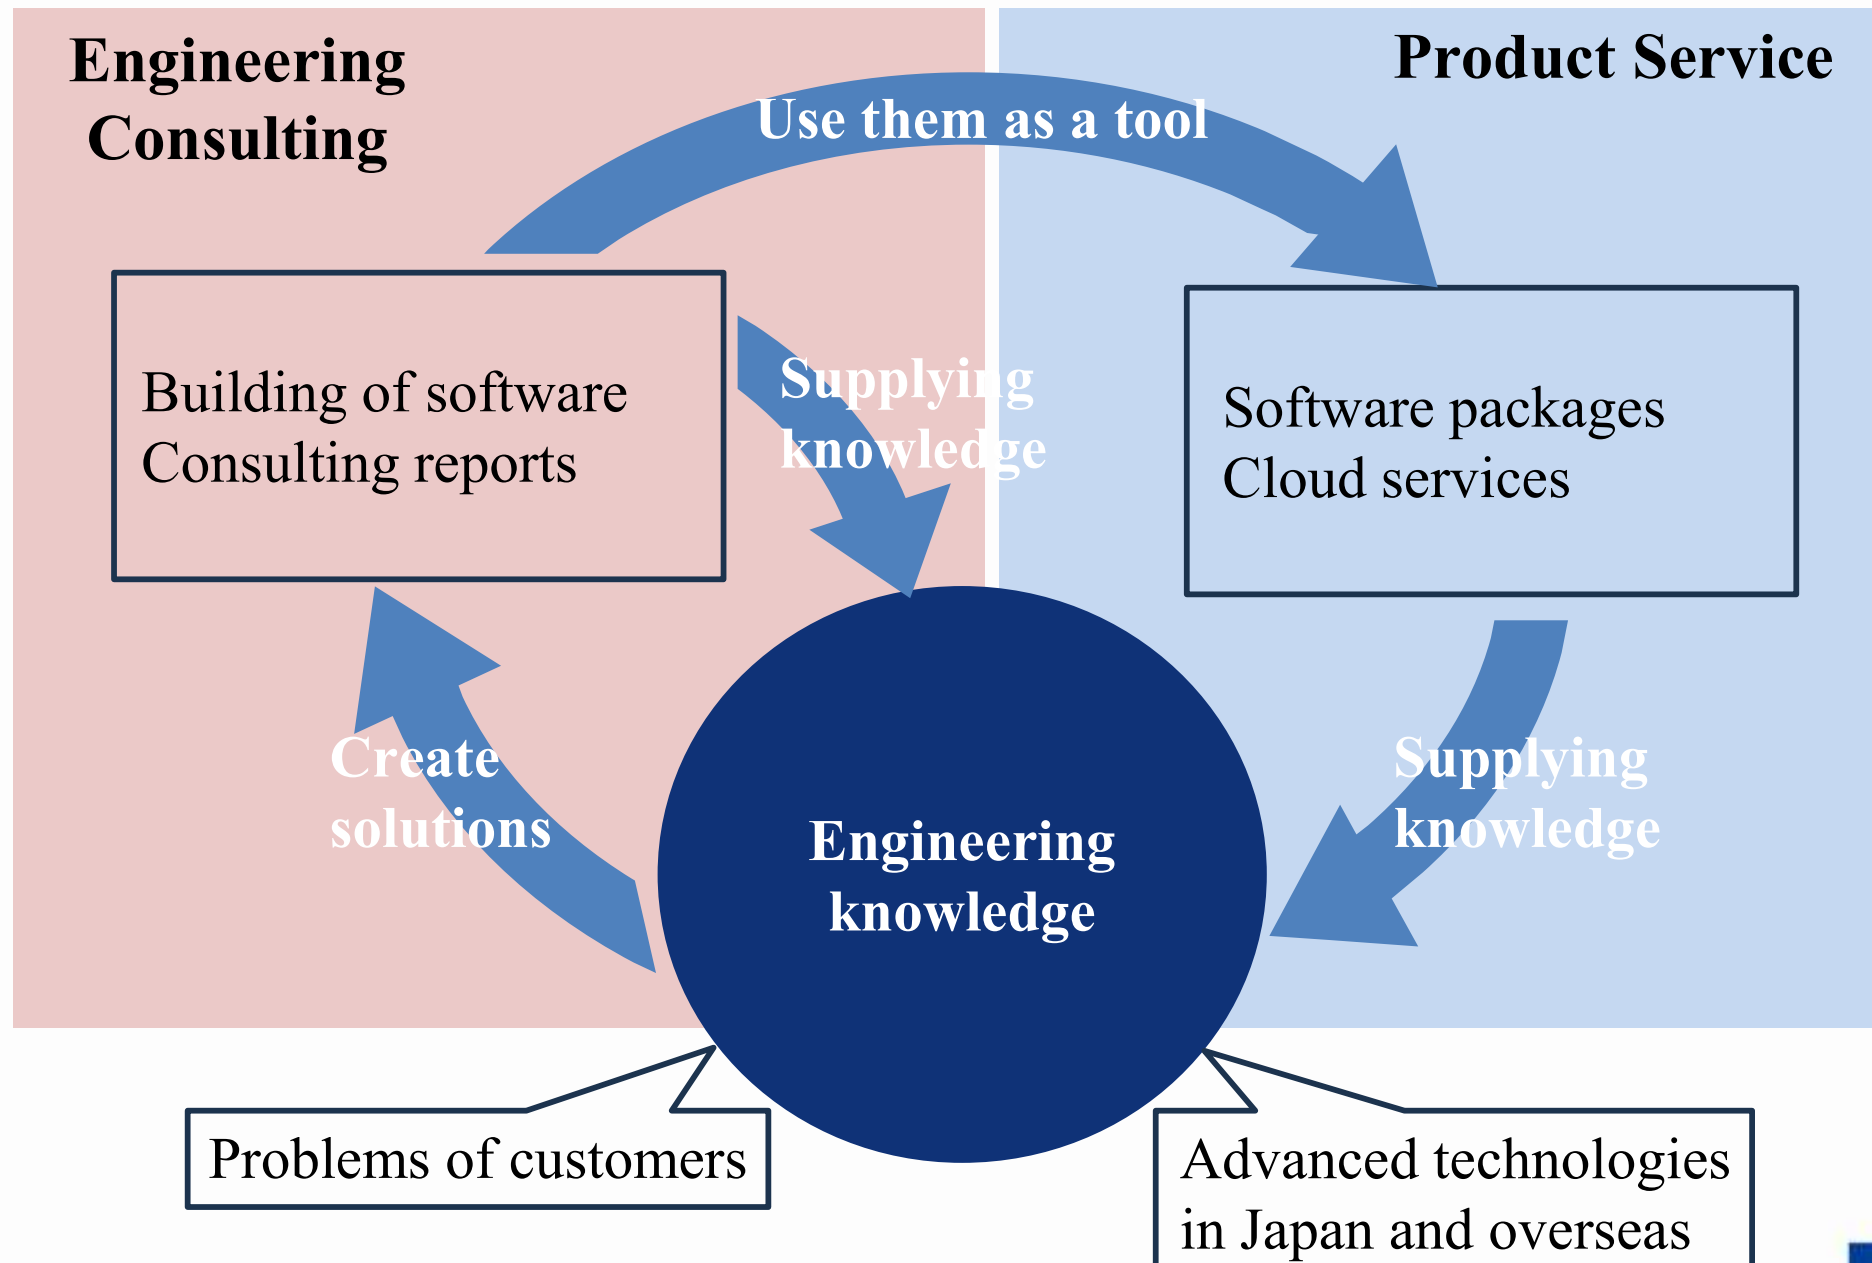 Engineering
Consulting
Product Service
Use them as a tool
Building of software
Consulting reports
Supplying
knowledge
Software packages
Cloud services
Create
solutions
Engineering
knowledge
Supplying
knowledge
Problems of customers
Advanced technologies
in Japan and overseas